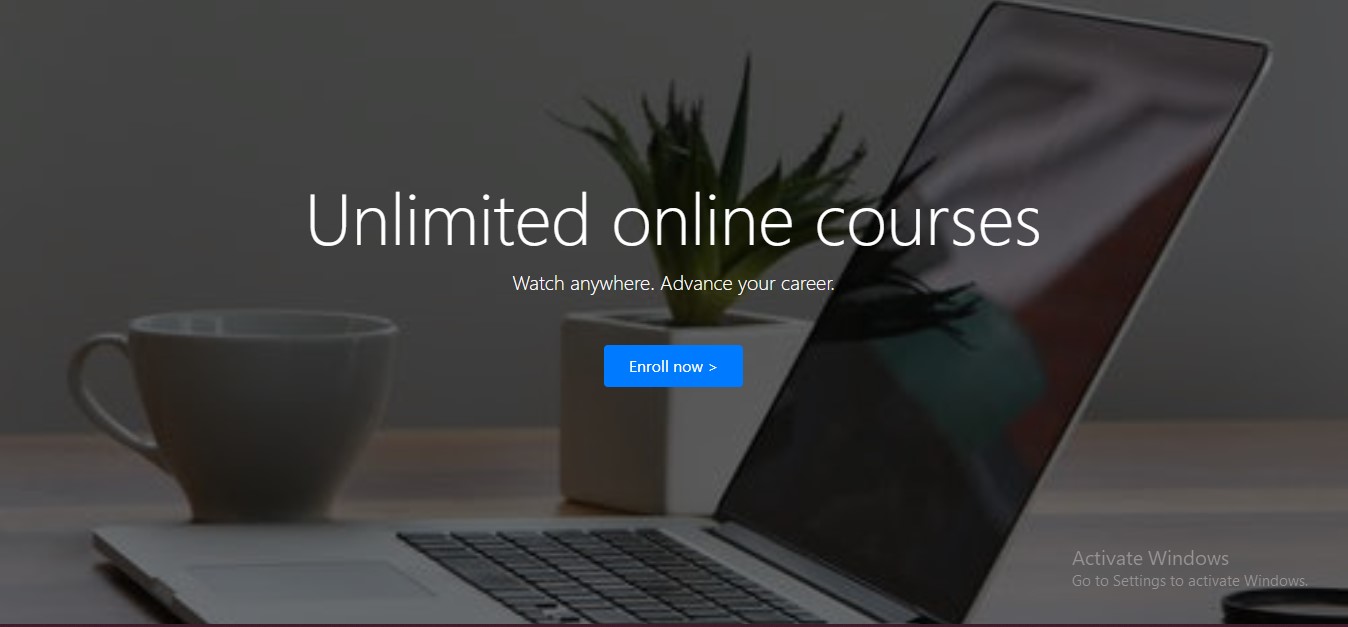 Unlimited online courses
Watch anywhere. Advance your career.
Enroll now >
Activate Windows
Go to Settings to activate Windows.